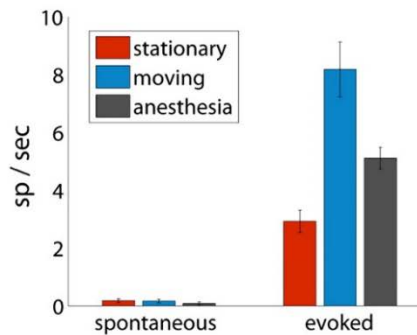 10
8
6
4
2
0
sp / sec
stationary
moving
anesthesia
spontaneous
evoked